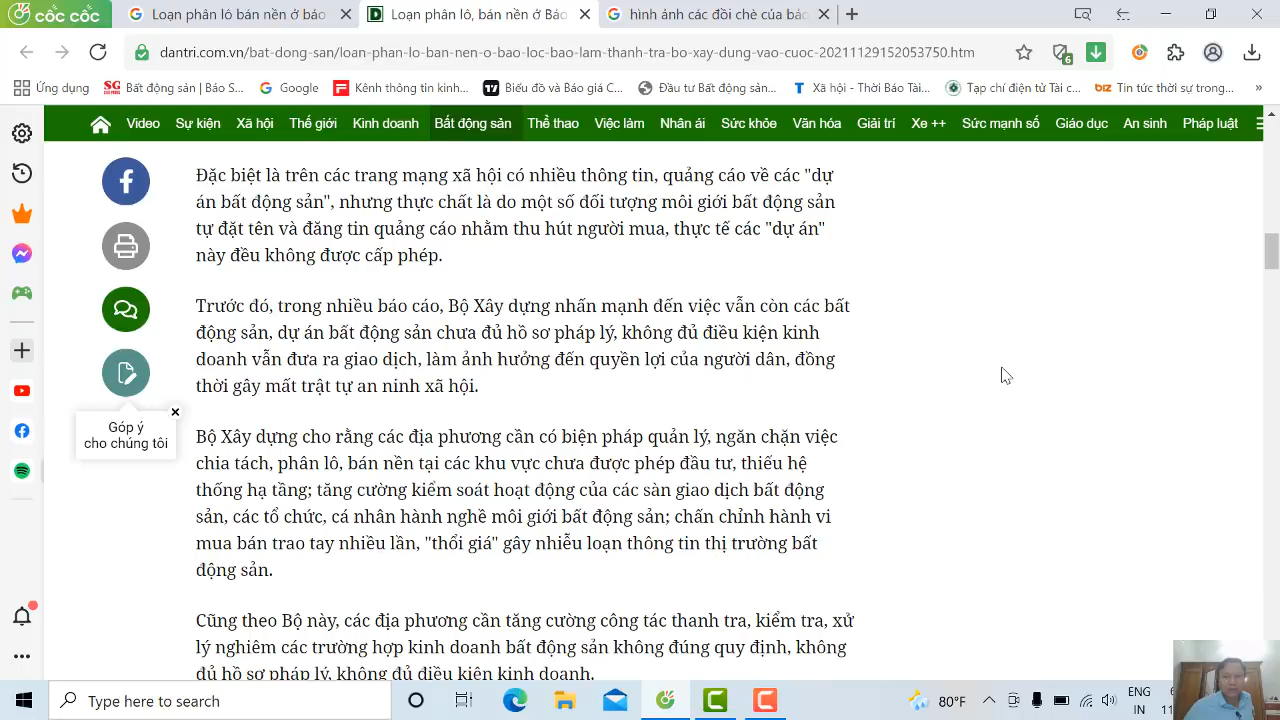 cốc cốc
Loạn phân lô bán nền ở bảo
Loạn phân lô, bán nền ở Bảo
hình ảnh các đồi chè của bảo
dantri.com.vn/bat-dong-san/loan-phan-lo-ban-nen-o-bao-loc-bao-lam-thanh-tra-bo-xay-dung-vao-cuoc-20211129152053750.htm
6
Ứng dụng
SG Bất động sản | Báo S...
Google
Kênh thông tin kinh...
Biểu đồ và Báo giá C...
Đầu tư Bất động sản...
Xã hội - Thời Báo Tài...
Tạp chí điện tử Tài c...
biz Tin tức thời sự trong...
»
Video Sự kiện Xã hội Thế giới Kinh doanh Bất động sản Thể thao Việc làm Nhân ái Sức khỏe Văn hóa Giải trí Xe ++ Sức mạnh số Giáo dục An sinh Pháp luật
Đặc biệt là trên các trang mạng xã hội có nhiều thông tin, quảng cáo về các "dự
án bất động sản", nhưng thực chất là do một số đối tượng môi giới bất động sản
tự đặt tên và đăng tin quảng cáo nhằm thu hút người mua, thực tế các "dự án"
này đều không được cấp phép.
Trước đó, trong nhiều báo cáo, Bộ Xây dựng nhấn mạnh đến việc vẫn còn các bất
động sản, dự án bất động sản chưa đủ hồ sơ pháp lý, không đủ điều kiện kinh
doanh vẫn đưa ra giao dịch, làm ảnh hưởng đến quyền lợi của người dân, đồng
thời gây mất trật tự an ninh xã hội.
Góp ý
cho chúng tôi
Bộ Xây dựng cho rằng các địa phương cần có biện pháp quản lý, ngăn chặn việc
chia tách, phân lô, bán nền tại các khu vực chưa được phép đầu tư, thiếu hệ
thống hạ tầng; tăng cường kiểm soát hoạt động của các sàn giao dịch bất động
sản, các tổ chức, cá nhân hành nghề môi giới bất động sản; chấn chỉnh hành vi
mua bán trao tay nhiều lần, "thổi giá" gây nhiễu loạn thông tin thị trường bất
động sản.
Cũng theo Bộ này, các địa phương cần tăng cường công tác thanh tra, kiểm tra, xử
lý nghiêm các trường hợp kinh doanh bất động sản không đúng quy định, không
đủ hồ sơ pháp lý, không đủ điều kiện kinh doanh.
Type here to search
80°F
ENG
IN